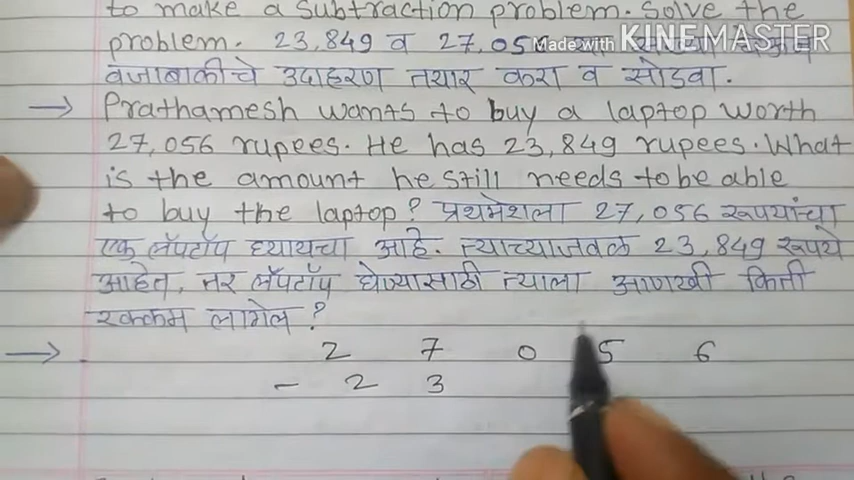 to make a subtraction problem. Solve the
problem. 23,849 व 27,056
Made with KINEMASTER
वजाबाकीचे उदाहरण तयार करा व सोडवा.
→ Prathamesh wants to buy a laptop worth
27,056 rupees. He has 23,849 rupees. What
is the amount he still needs to be able
to buy the laptop? प्रथमेशला 27,056 रूपयांचा
एक लॅपटॉप घ्यायचा आहे. त्याच्याजवळ 23,849 रूपये
आहेत, तर लॅपटॉप घेण्यासाठी त्याला आणखी किती
रक्कम लागेल?
→ 2 7 0 5 6
- 2 3